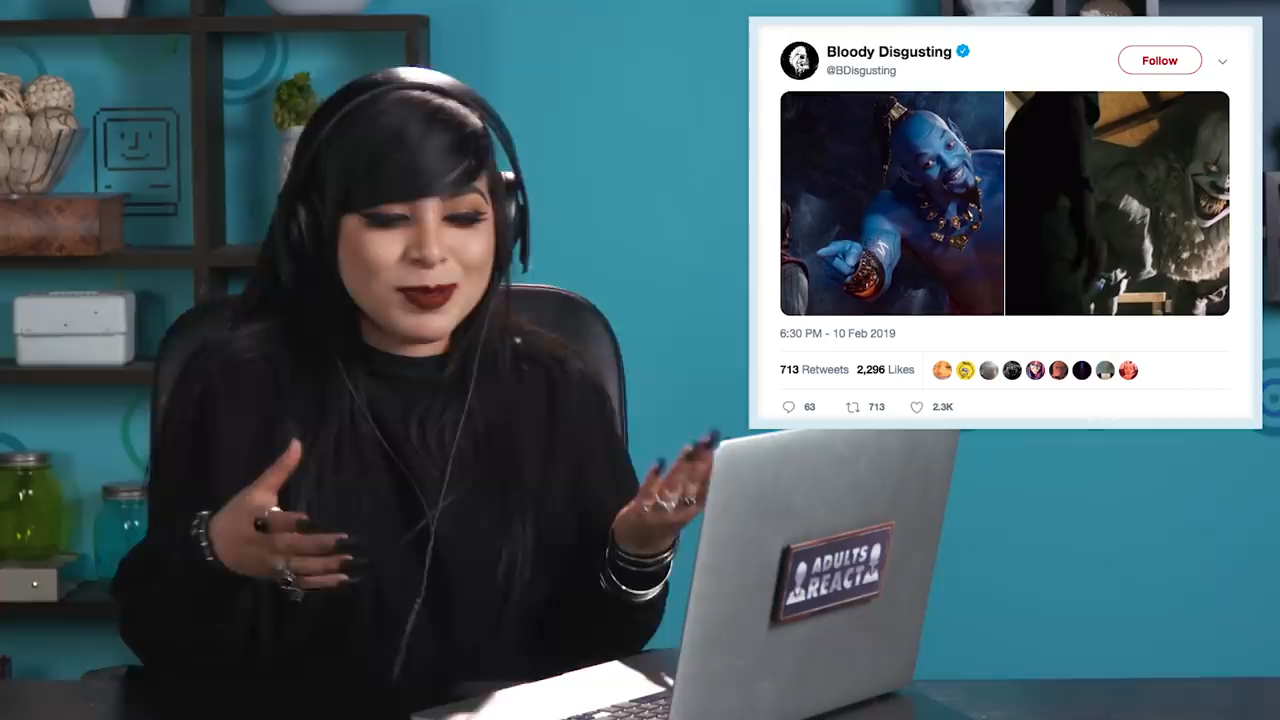 Bloody Disgusting
@BDisgusting
Follow
6:30 PM - 10 Feb 2019
713 Retweets 2,296 Likes
63 713 2.3K
ADULTS
REACT